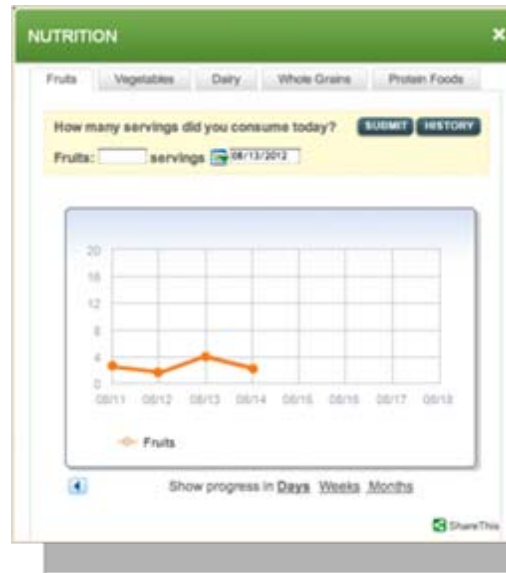 NUTRITION
Fruits Vegetables Dairy Whole Grains Protein Foods
How many servings did you consume today? SUBMIT HISTORY
Fruits: servings 08/13/2012
20
16
12
8
4
0
08/11 08/12 08/13 08/14 08/15 08/16 08/17 08/18
Fruits
Show progress in Days Weeks Months
ShareThis